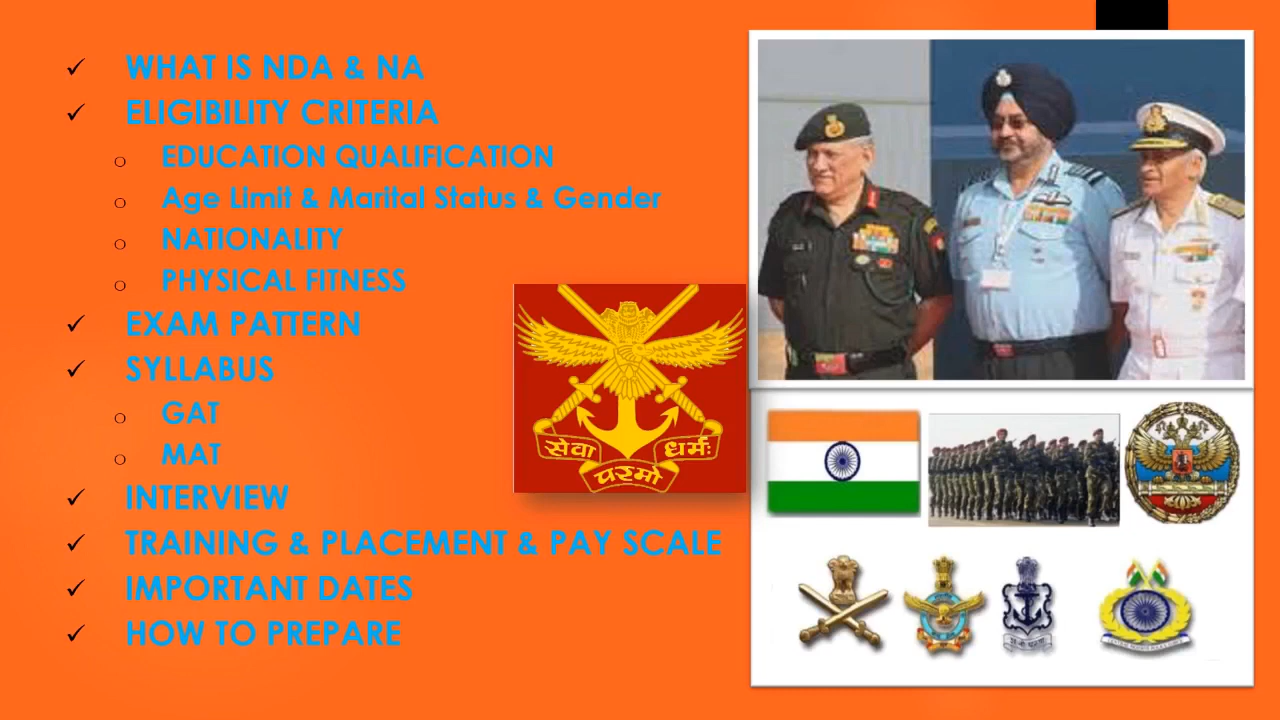 WHAT IS NDA & NA
ELIGIBILITY CRITERIA
EDUCATION QUALIFICATION
Age Limit & Marital Status & Gender
NATIONALITY
PHYSICAL FITNESS
EXAM PATTERN
SYLLABUS
GAT
MAT
INTERVIEW
TRAINING & PLACEMENT & PAY SCALE
IMPORTANT DATES
HOW TO PREPARE
सेवा परमो धर्मः